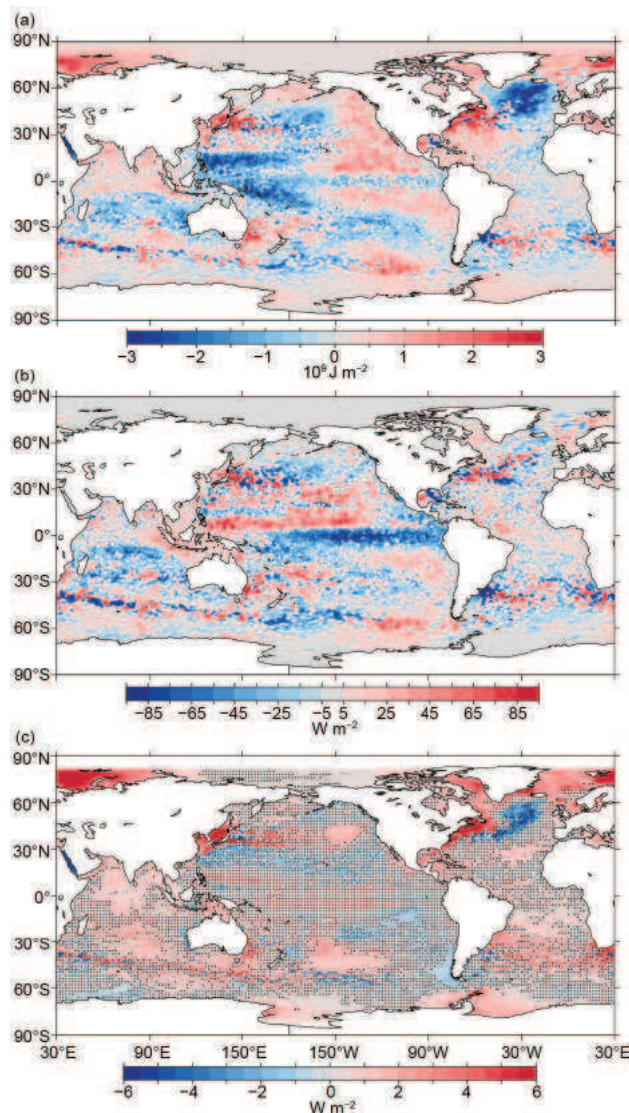 (a)
90°N
60°N
30°N
0°
30°S
60°S
90°S
−3 −2 −1 0 1 2 3
10⁹ J m⁻²
(b)
90°N
60°N
30°N
0°
30°S
60°S
90°S
−85 −65 −45 −25 −5 5 25 45 65 85
W m⁻²
(c)
90°N
60°N
30°N
0°
30°S
60°S
90°S
30°E 90°E 150°E 150°W 90°W 30°W 30°E
−6 −4 −2 0 2 4 6
W m⁻²